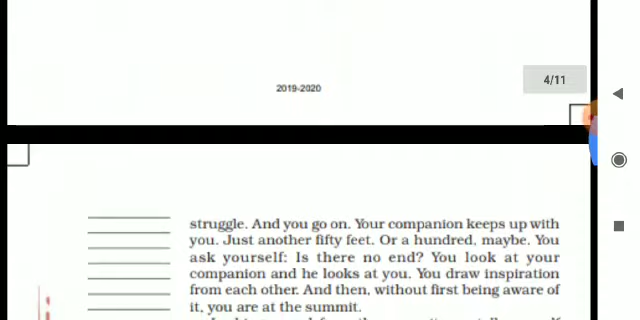 2019-2020
4/11
struggle. And you go on. Your companion keeps up with
you. Just another fifty feet. Or a hundred, maybe. You
ask yourself: Is there no end? You look at your
companion and he looks at you. You draw inspiration
from each other. And then, without first being aware of
it, you are at the summit.